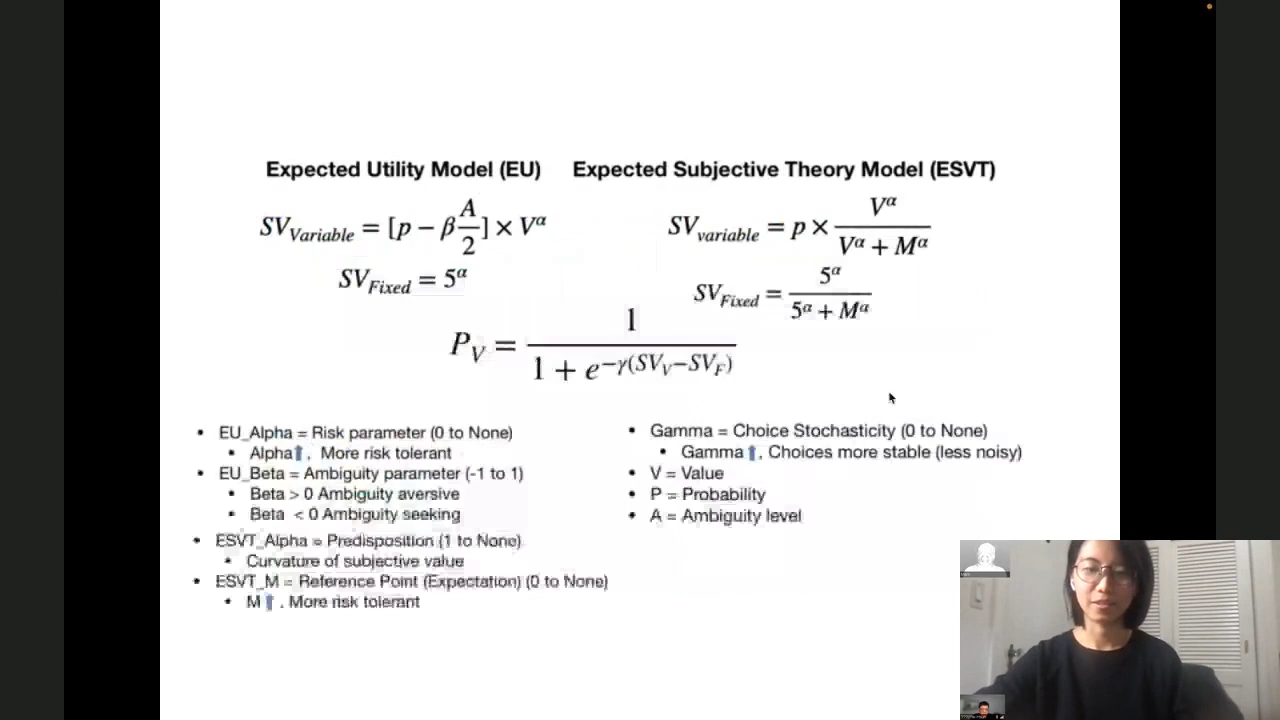 Expected Utility Model (EU)
Expected Subjective Theory Model (ESVT)
SV_Variable = [p − β A/2] × V^α
SV_variable = p × V^α / (V^α + M^α)
SV_Fixed = 5^α
SV_Fixed = 5^α / (5^α + M^α)
P_V = 1 / (1 + e^−γ(SV_V−SV_F))
• EU_Alpha = Risk parameter (0 to None)
• Alpha⬆, More risk tolerant
• EU_Beta = Ambiguity parameter (-1 to 1)
• Beta > 0 Ambiguity aversive
• Beta < 0 Ambiguity seeking
• ESVT_Alpha = Predisposition (1 to None)
• Curvature of subjective value
• ESVT_M = Reference Point (Expectation) (0 to None)
• M⬆, More risk tolerant
• Gamma = Choice Stochasticity (0 to None)
• Gamma⬆, Choices more stable (less noisy)
• V = Value
• P = Probability
• A = Ambiguity level